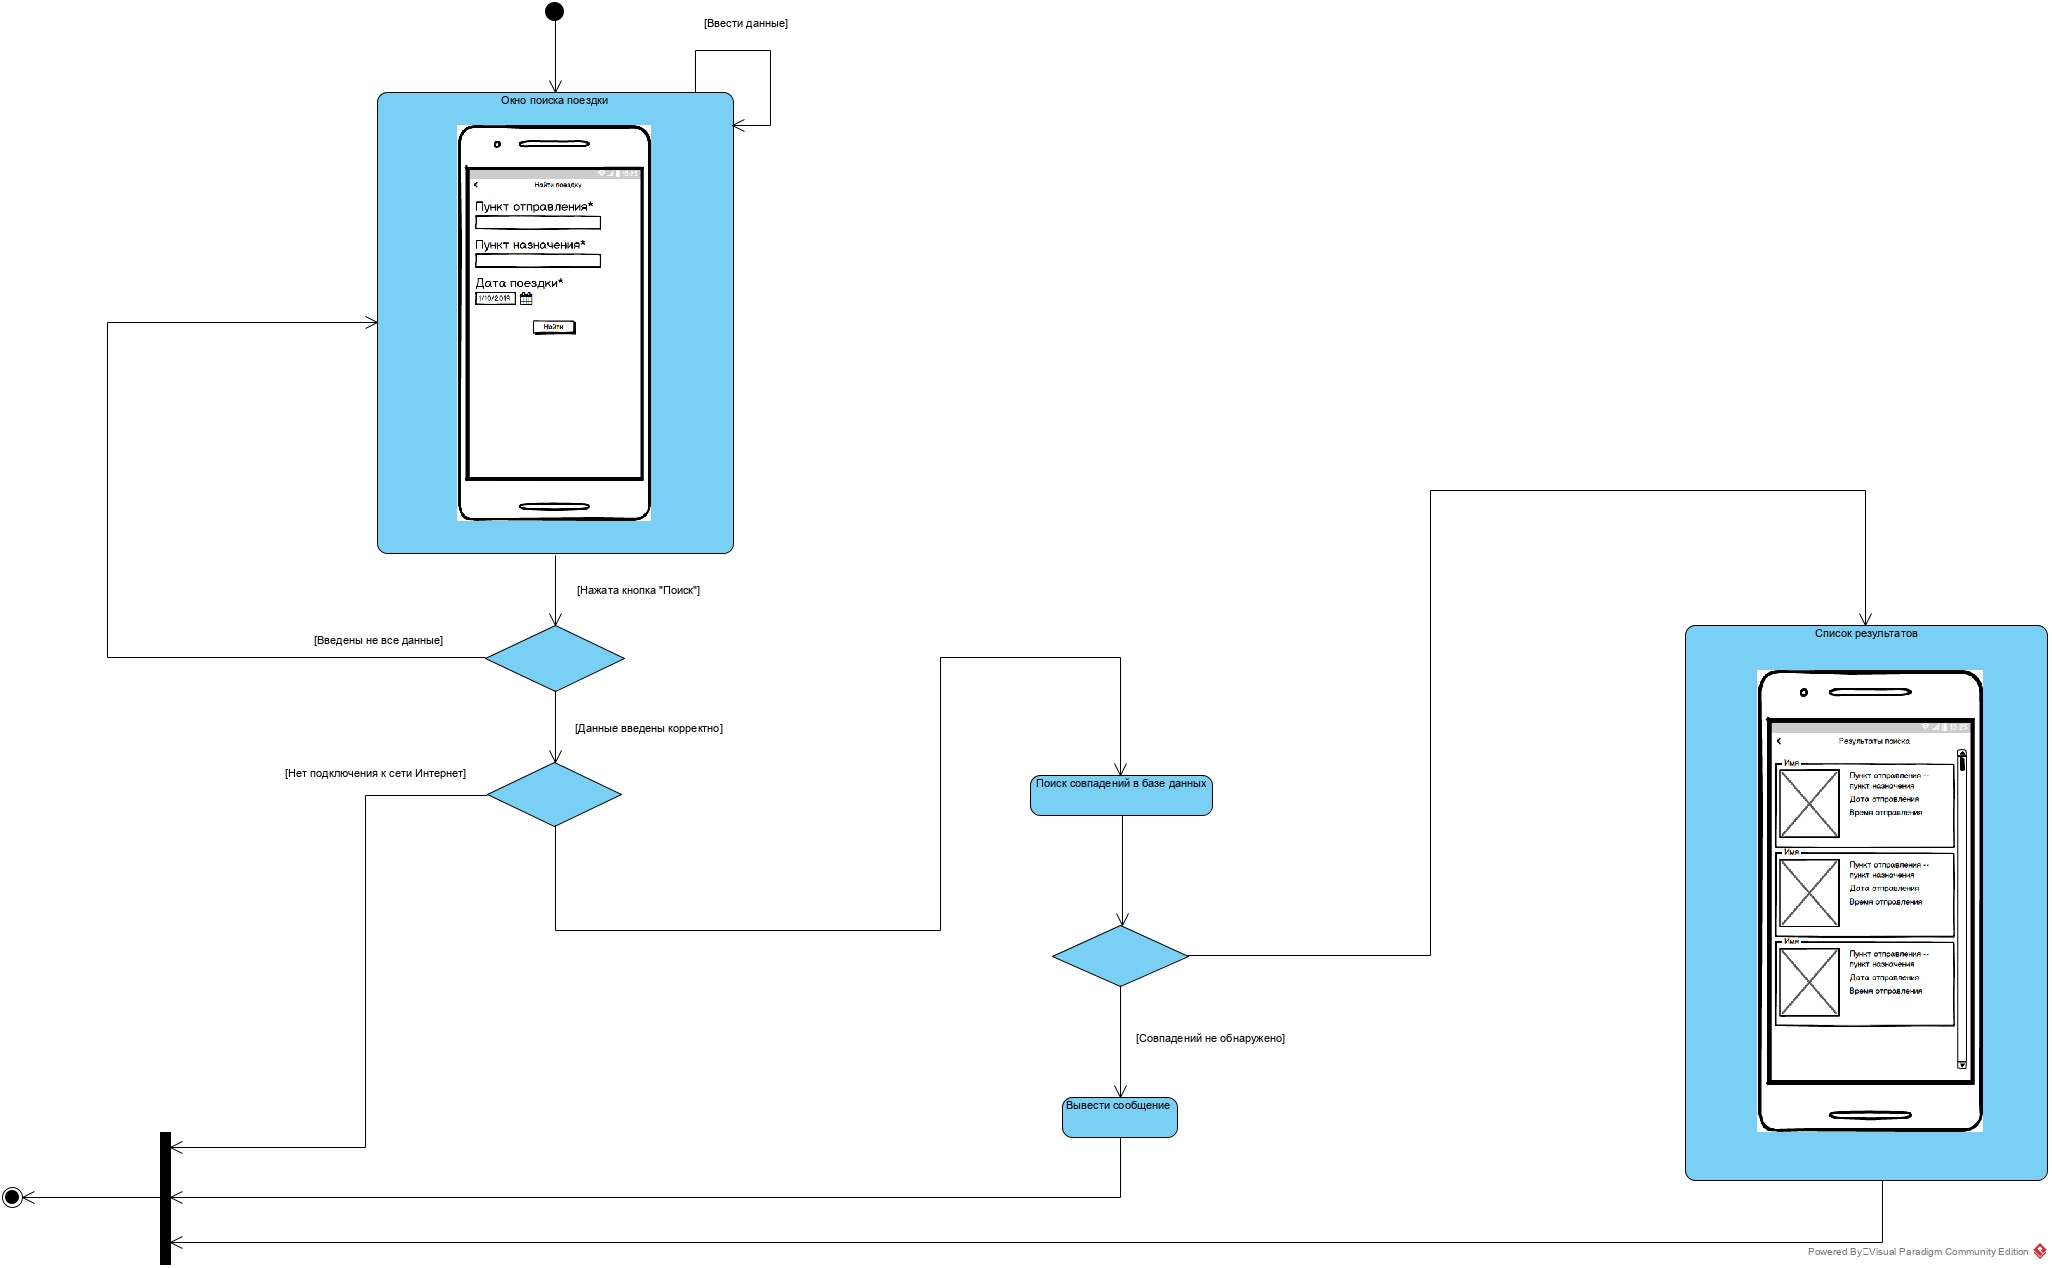 [Ввести данные]
Окно поиска поездки
Найти поездку
Пункт отправления*
Пункт назначения*
Дата поездки*
1/10/2019
Найти
[Нажата кнопка "Поиск"]
[Введены не все данные]
[Данные введены корректно]
[Нет подключения к сети Интернет]
Поиск совпадений в базе данных
[Совпадений не обнаружено]
Вывести сообщение
Список результатов
Результаты поиска
Имя
Пункт отправления --
пункт назначения
Дата отправления
Время отправления
Имя
Пункт отправления --
пункт назначения
Дата отправления
Время отправления
Имя
Пункт отправления --
пункт назначения
Дата отправления
Время отправления
Powered By Visual Paradigm Community Edition